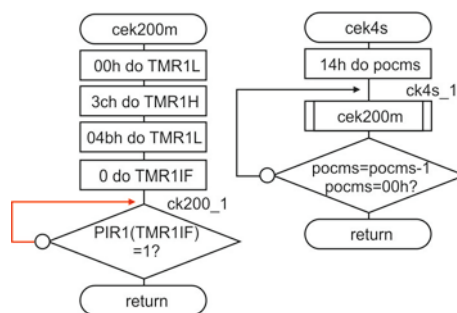 cek200m
00h do TMR1L
3ch do TMR1H
04bh do TMR1L
0 do TMR1IF
ck200_1
PIR1(TMR1IF)
=1?
return
cek4s
14h do pocms
ck4s_1
cek200m
pocms=pocms-1
pocms=00h?
return